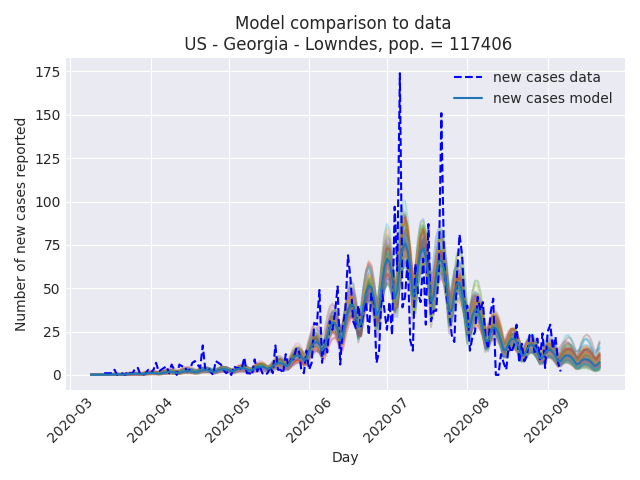 Model comparison to data
US - Georgia - Lowndes, pop. = 117406
new cases data
new cases model
Number of new cases reported
175
150
125
100
75
50
25
0
2020-03
2020-04
2020-05
2020-06
2020-07
2020-08
2020-09
Day